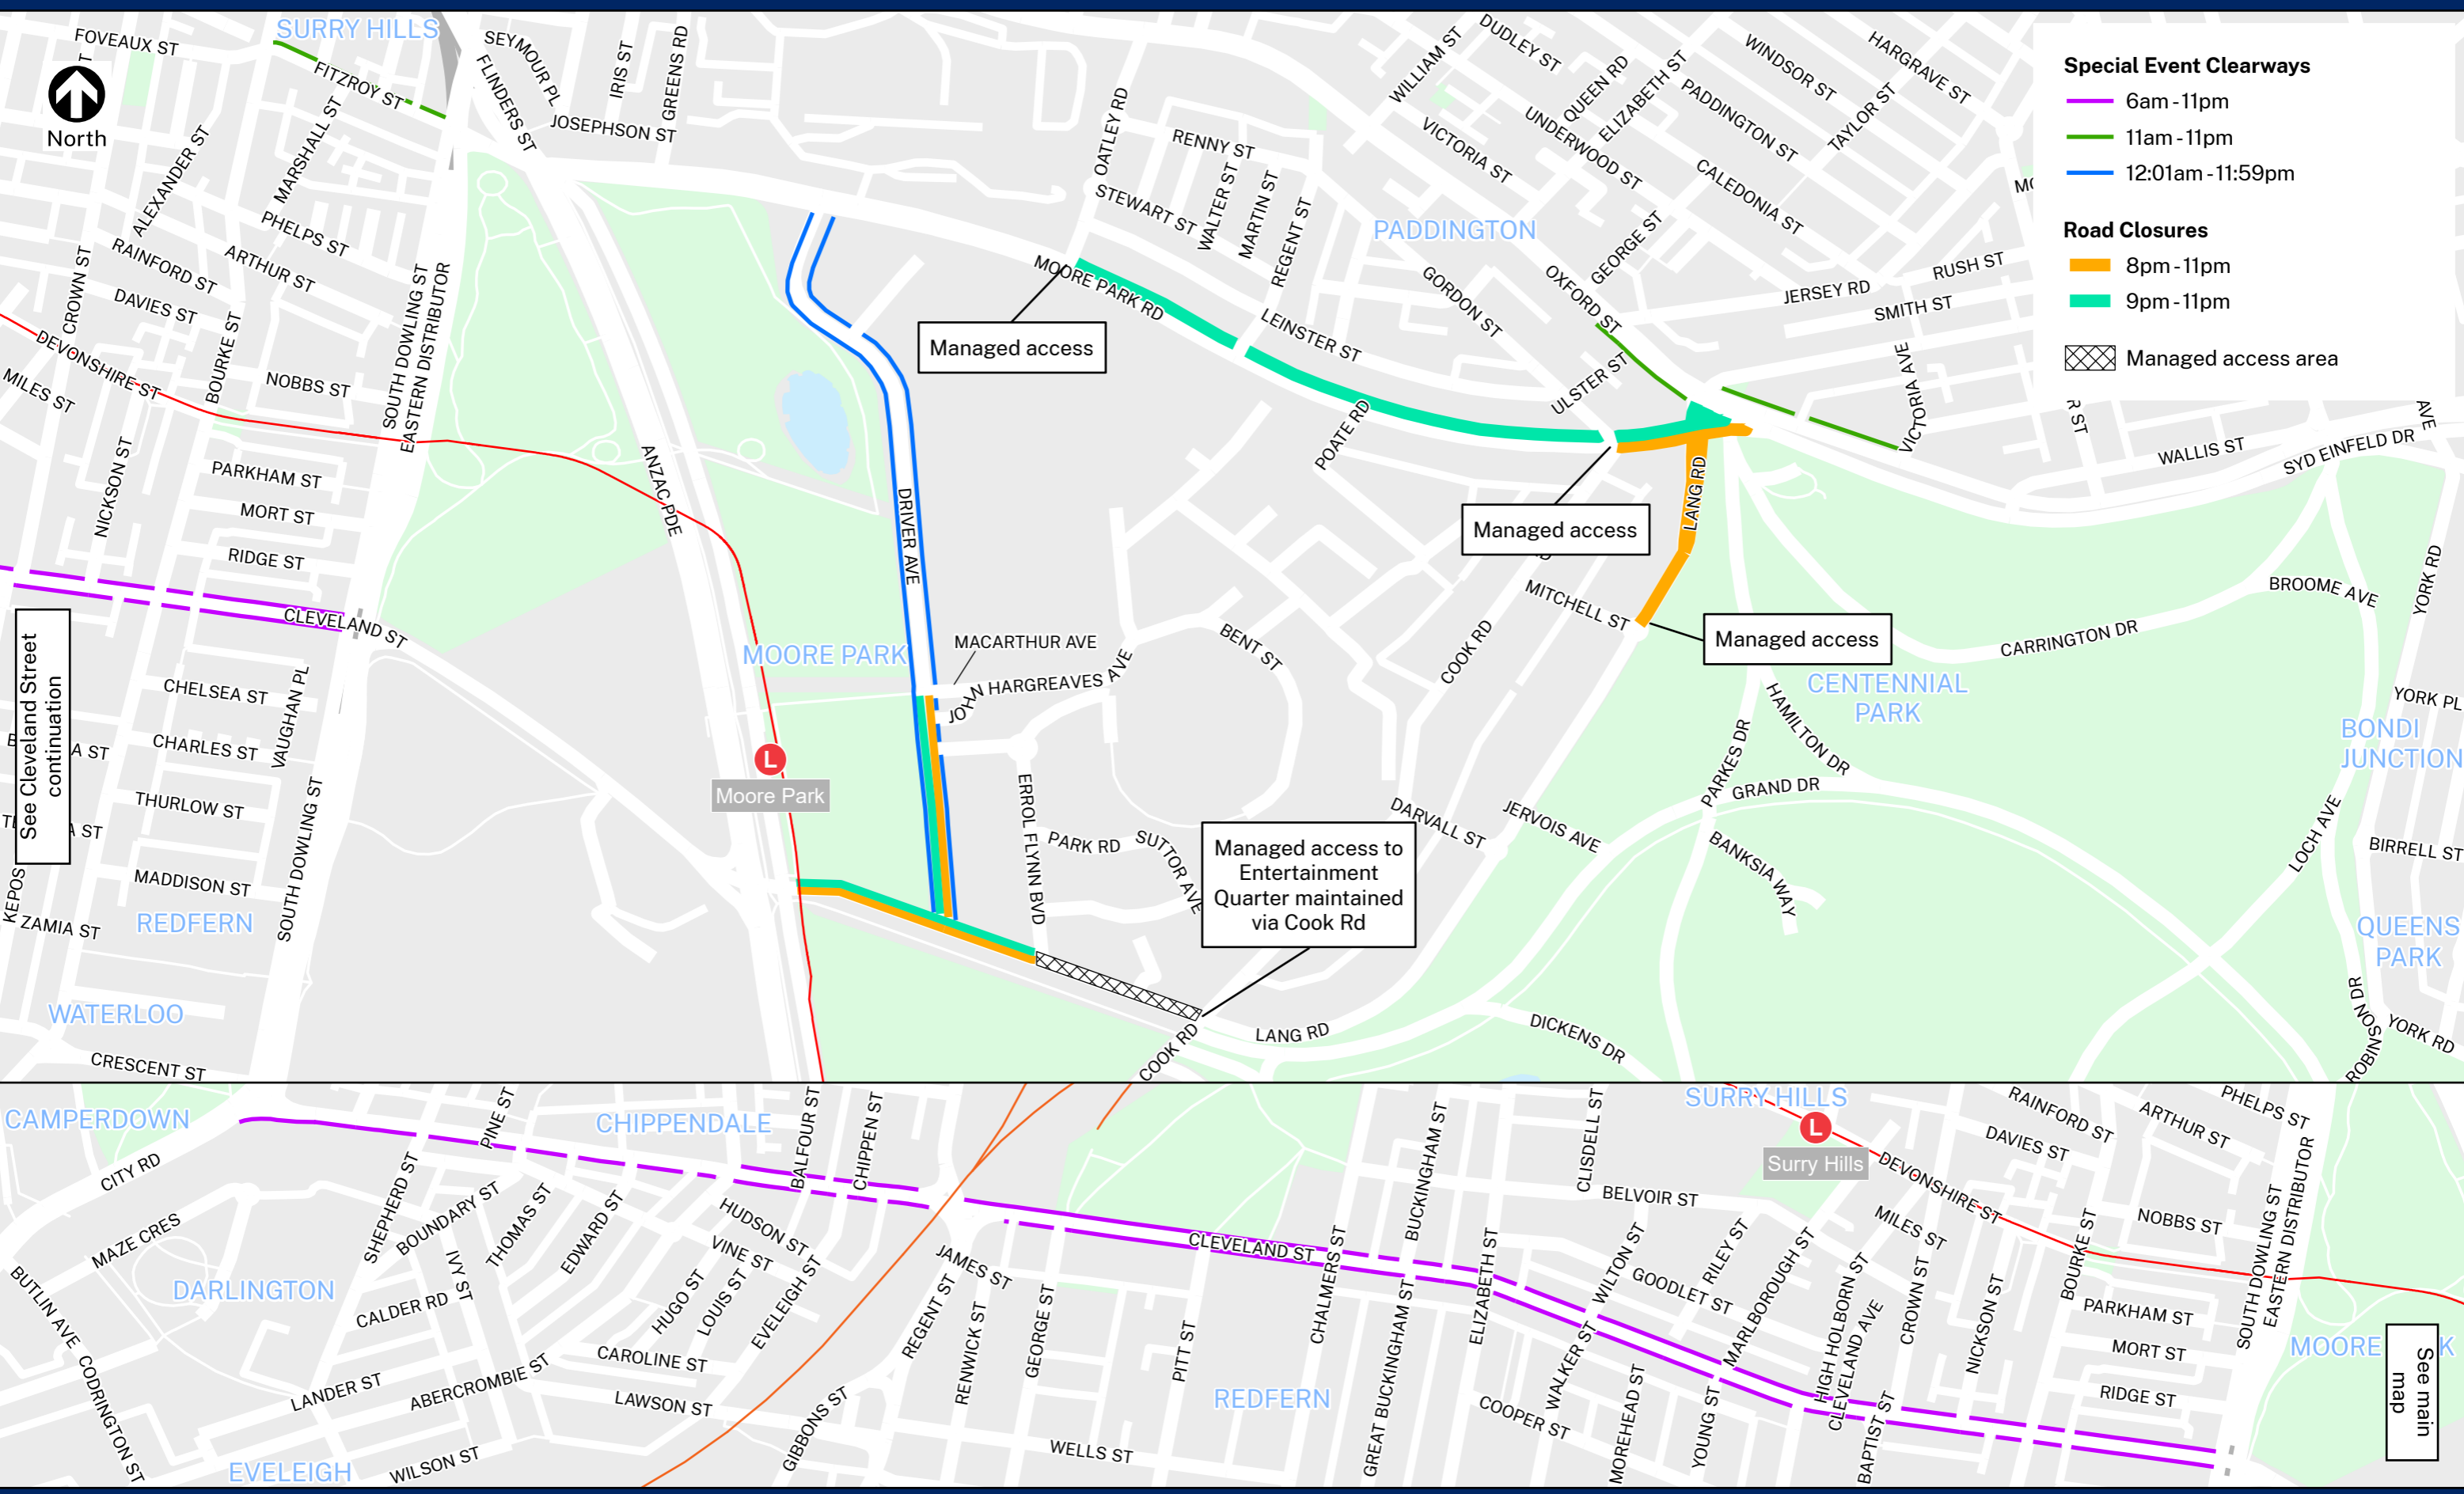 SURRY HILLS
FOVEAUX ST
FITZROY ST
North
SEYMOUR PL
FLINDERS ST
IRIS ST
GREENS RD
JOSEPHSON ST
ALEXANDER ST
MARSHALL ST
PHELPS ST
RAINFORD ST
ARTHUR ST
DAVIES ST
CROWN ST
BOURKE ST
DEVONSHIRE ST
MILES ST
NOBBS ST
SOUTH DOWLING ST
EASTERN DISTRIBUTOR
NICKSON ST
PARKHAM ST
MORT ST
RIDGE ST
CLEVELAND ST
ANZAC PDE
OATLEY RD
RENNY ST
STEWART ST
WALTER ST
MARTIN ST
REGENT ST
MOORE PARK RD
Managed access
LEINSTER ST
POATE RD
WILLIAM ST
DUDLEY ST
QUEEN RD
ELIZABETH ST
VICTORIA ST
UNDERWOOD ST
PADDINGTON ST
WINDSOR ST
HARGRAVE ST
TAYLOR ST
CALEDONIA ST
PADDINGTON
GEORGE ST
GORDON ST
OXFORD ST
ULSTER ST
JERSEY RD
RUSH ST
SMITH ST
VICTORIA AVE
WALLIS ST
SYD EINFELD DR
AVE
R ST
Special Event Clearways
6am - 11pm
11am - 11pm
12:01am - 11:59pm
Road Closures
8pm - 11pm
9pm - 11pm
Managed access area
DRIVER AVE
MOORE PARK
MACARTHUR AVE
JOHN HARGREAVES AVE
BENT ST
COOK RD
Managed access
LANG RD
MITCHELL ST
Managed access
CENTENNIAL
PARK
CARRINGTON DR
BROOME AVE
YORK RD
YORK PL
BONDI
JUNCTION
HAMILTON DR
PARKES DR
GRAND DR
BANKSIA WAY
LOCH AVE
BIRRELL ST
QUEENS
PARK
ROBINSON DR
YORK RD
See Cleveland Street
continuation
CHELSEA ST
VAUGHAN PL
CHARLES ST
A ST
THURLOW ST
A ST
MADDISON ST
SOUTH DOWLING ST
KEPOS
ZAMIA ST
REDFERN
WATERLOO
CRESCENT ST
L
Moore Park
ERROL FLYNN BVD
PARK RD
SUTTOR AVE
DARVALL ST
JERVOIS AVE
Managed access to
Entertainment
Quarter maintained
via Cook Rd
COOK RD
LANG RD
DICKENS DR
CAMPERDOWN
CITY RD
PINE ST
CHIPPENDALE
BALFOUR ST
CHIPPEN ST
SHEPHERD ST
BOUNDARY ST
THOMAS ST
EDWARD ST
IVY ST
MAZE CRES
BUTLIN AVE
CODRINGTON ST
DARLINGTON
CALDER RD
LANDER ST
ABERCROMBIE ST
EVELEIGH
WILSON ST
HUDSON ST
VINE ST
HUGO ST
LOUIS ST
EVELEIGH ST
CAROLINE ST
LAWSON ST
GIBBONS ST
JAMES ST
REGENT ST
RENWICK ST
GEORGE ST
WELLS ST
PITT ST
CLEVELAND ST
REDFERN
CHALMERS ST
BUCKINGHAM ST
GREAT BUCKINGHAM ST
ELIZABETH ST
CLISDELL ST
BELVOIR ST
COOPER ST
WALKER ST
WILTON ST
GOODLET ST
RILEY ST
MARLBOROUGH ST
MOREHEAD ST
YOUNG ST
SURRY HILLS
L
Surry Hills
DEVONSHIRE ST
MILES ST
HIGH HOLBORN ST
CLEVELAND AVE
BAPTIST ST
CROWN ST
NICKSON ST
RAINFORD ST
DAVIES ST
ARTHUR ST
PHELPS ST
BOURKE ST
NOBBS ST
PARKHAM ST
MORT ST
RIDGE ST
SOUTH DOWLING ST
EASTERN DISTRIBUTOR
MOORE
K
See main
map